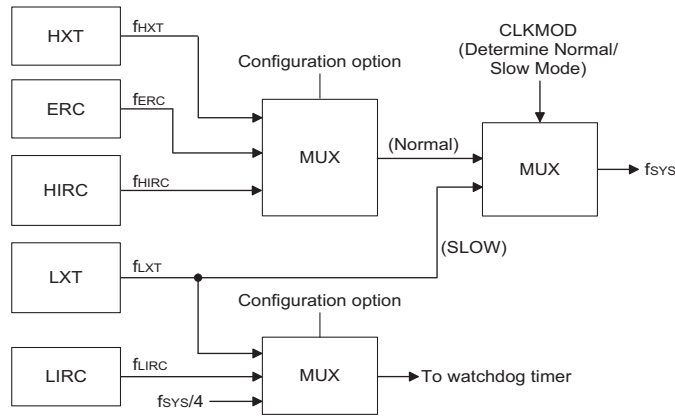 HXT
fHXT
ERC
fERC
HIRC
fHIRC
LXT
fLXT
LIRC
fLIRC
fSYS/4
Configuration option
MUX
(Normal)
CLKMOD
(Determine Normal/
Slow Mode)
MUX
fSYS
(SLOW)
Configuration option
MUX
To watchdog timer